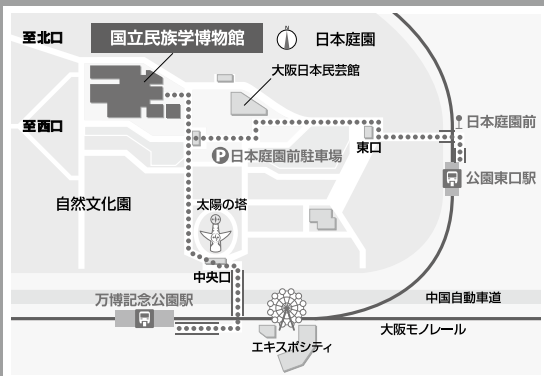 至北口
国立民族学博物館
N
日本庭園
大阪日本民芸館
至西口
日本庭園前
P日本庭園前駐車場
東口
公園東口駅
自然文化園
太陽の塔
中央口
万博記念公園駅
中国自動車道
大阪モノレール
エキスポシティ